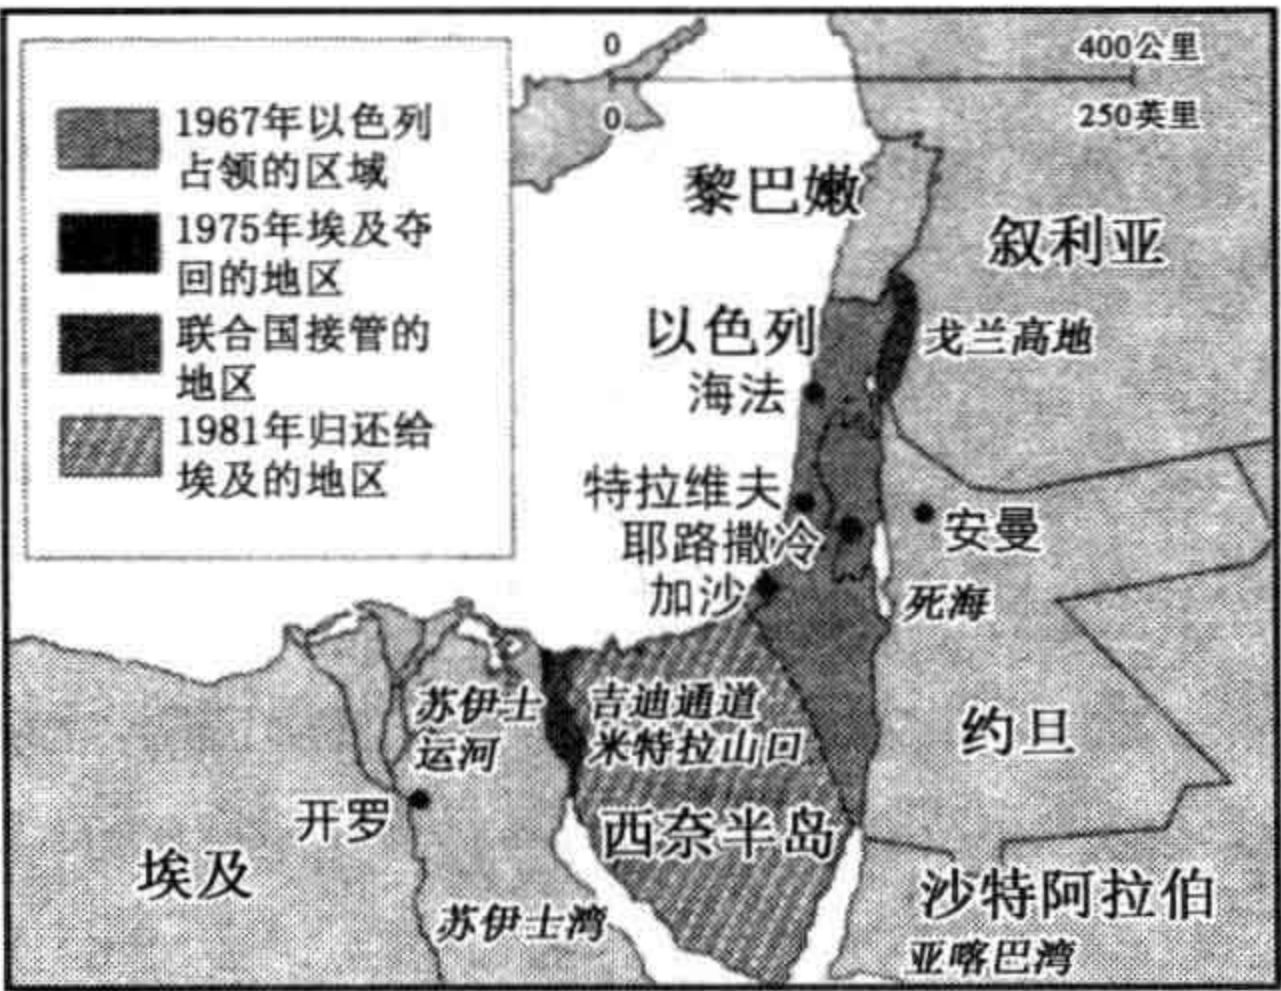 1967年以色列
占领的区域
1975年埃及夺
回的地区
联合国接管的
地区
1981年归还给
埃及的地区
0 400公里
0 250英里
黎巴嫩
叙利亚
以色列
戈兰高地
海法
特拉维夫
耶路撒冷
安曼
加沙
死海
苏伊士
运河
吉迪通道
米特拉山口
约旦
开罗
西奈半岛
埃及
沙特阿拉伯
苏伊士湾
亚喀巴湾